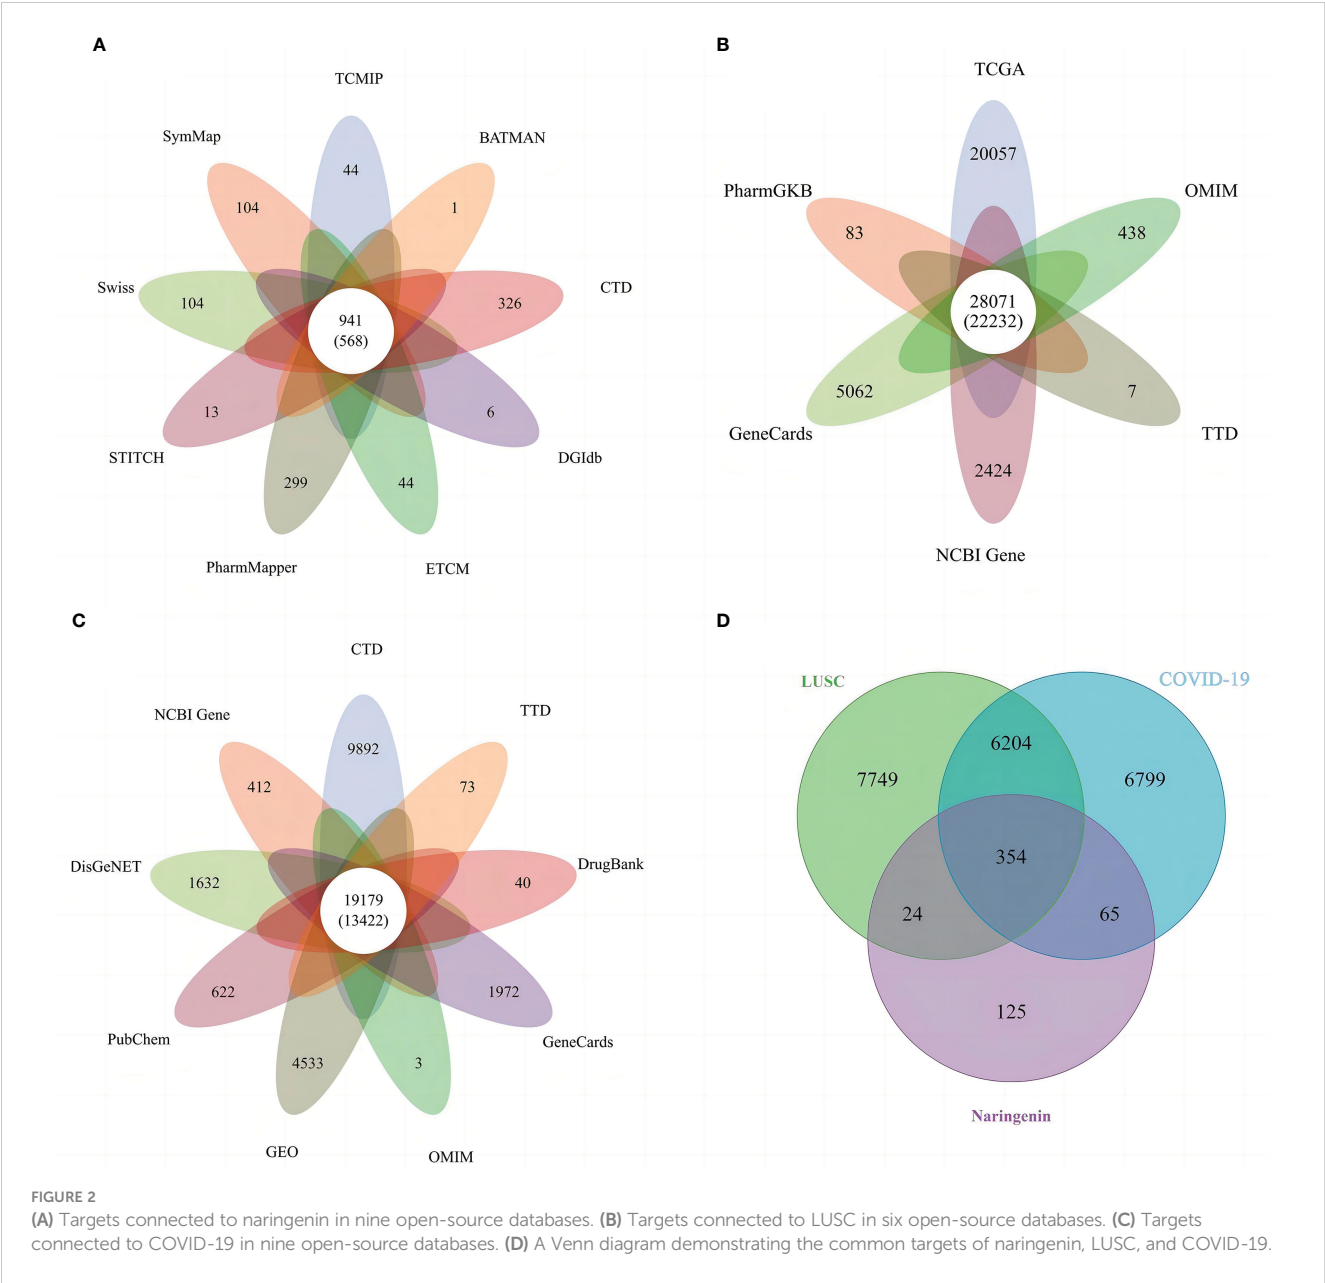 A
TCMIP
SymMap
BATMAN
44
104
1
Swiss
CTD
104
326
941
(568)
13
6
STITCH
DGIdb
299
44
PharmMapper
ETCM
B
TCGA
20057
PharmGKB
OMIM
83
438
28071
(22232)
5062
7
GeneCards
TTD
2424
NCBI Gene
C
CTD
NCBI Gene
TTD
9892
412
73
DisGeNET
DrugBank
1632
40
19179
(13422)
622
1972
PubChem
GeneCards
4533
3
GEO
OMIM
D
LUSC
COVID-19
6204
7749
6799
354
24
65
125
Naringenin
FIGURE 2
(A) Targets connected to naringenin in nine open-source databases. (B) Targets connected to LUSC in six open-source databases. (C) Targets
connected to COVID-19 in nine open-source databases. (D) A Venn diagram demonstrating the common targets of naringenin, LUSC, and COVID-19.